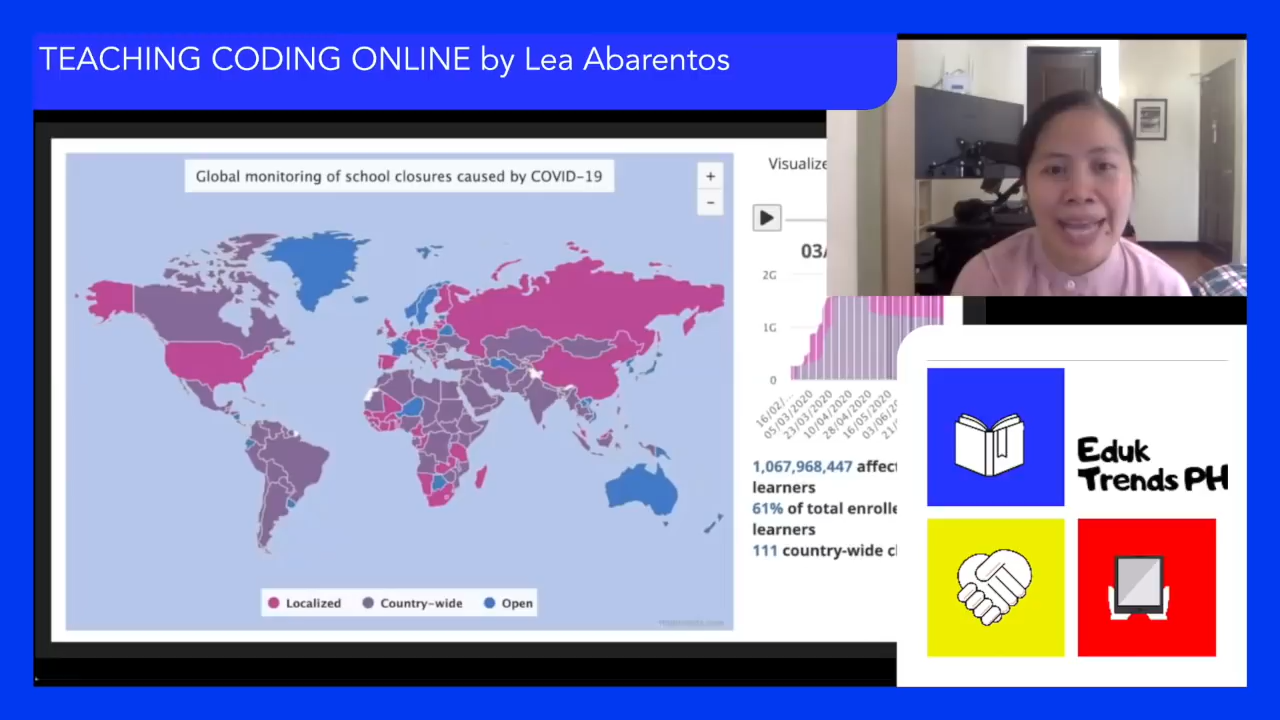 TEACHING CODING ONLINE by Lea Abarentos
Global monitoring of school closures caused by COVID-19
+
-
Localized
Country-wide
Open
Visualize
03/
2G
1G
0
16/02/...
05/03/2020
23/03/2020
10/04/2020
28/04/2020
16/05/2020
03/06/2
21/
1,067,968,447 affect
learners
61% of total enrolle
learners
111 country-wide cl
Eduk
Trends PH